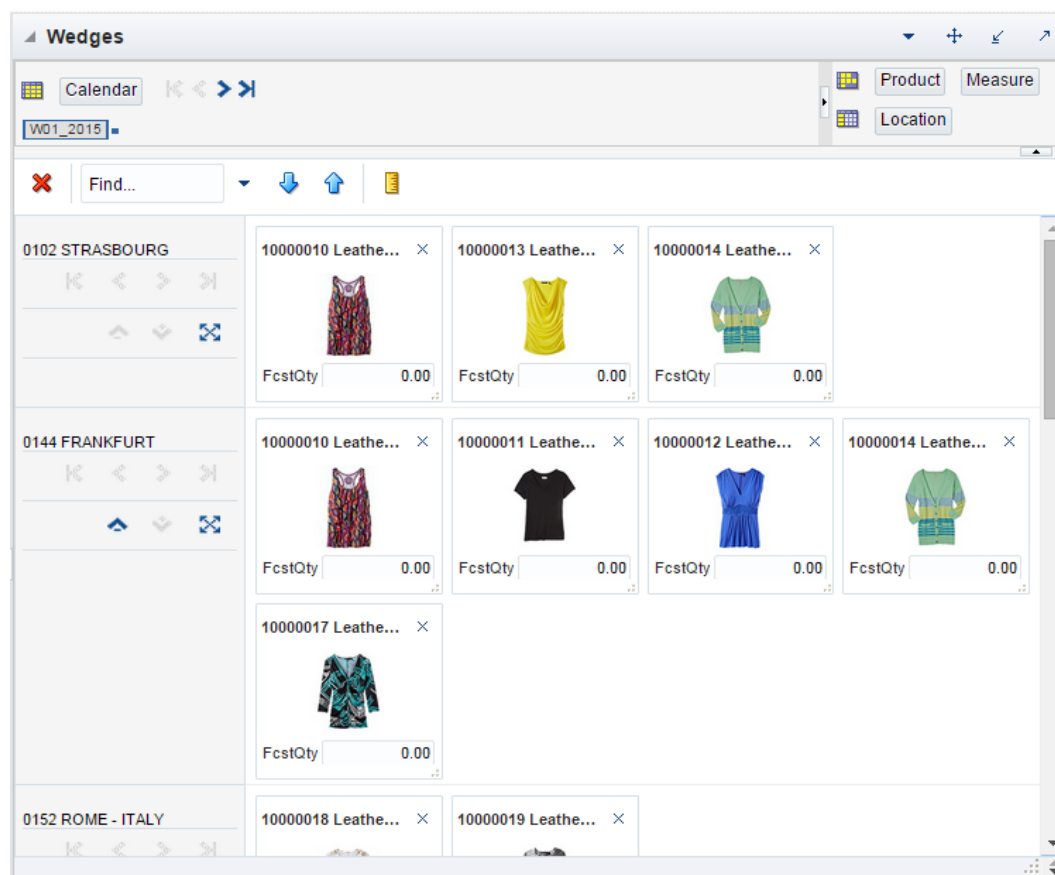 Wedges
Calendar
Product Measure
W01_2015
Location
Find...
0102 STRASBOURG
10000010 Leathe... 10000013 Leathe... 10000014 Leathe...
FcstQty 0.00 FcstQty 0.00 FcstQty 0.00
0144 FRANKFURT
10000010 Leathe... 10000011 Leathe... 10000012 Leathe... 10000014 Leathe...
FcstQty 0.00 FcstQty 0.00 FcstQty 0.00 FcstQty 0.00
10000017 Leathe...
FcstQty 0.00
0152 ROME - ITALY
10000018 Leathe... 10000019 Leathe...